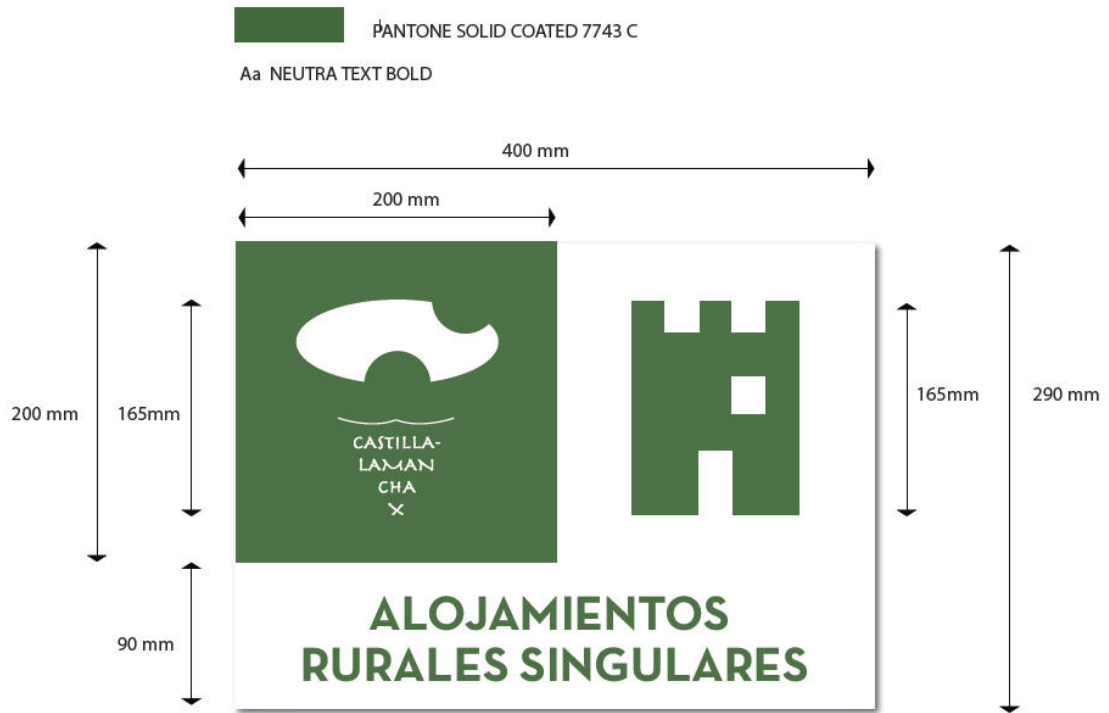 PANTONE SOLID COATED 7743 C
Aa NEUTRA TEXT BOLD
400 mm
200 mm
200 mm
165mm
165mm
290 mm
CASTILLA-
LAMAN
CHA
X
90 mm
ALOJAMIENTOS
RURALES SINGULARES